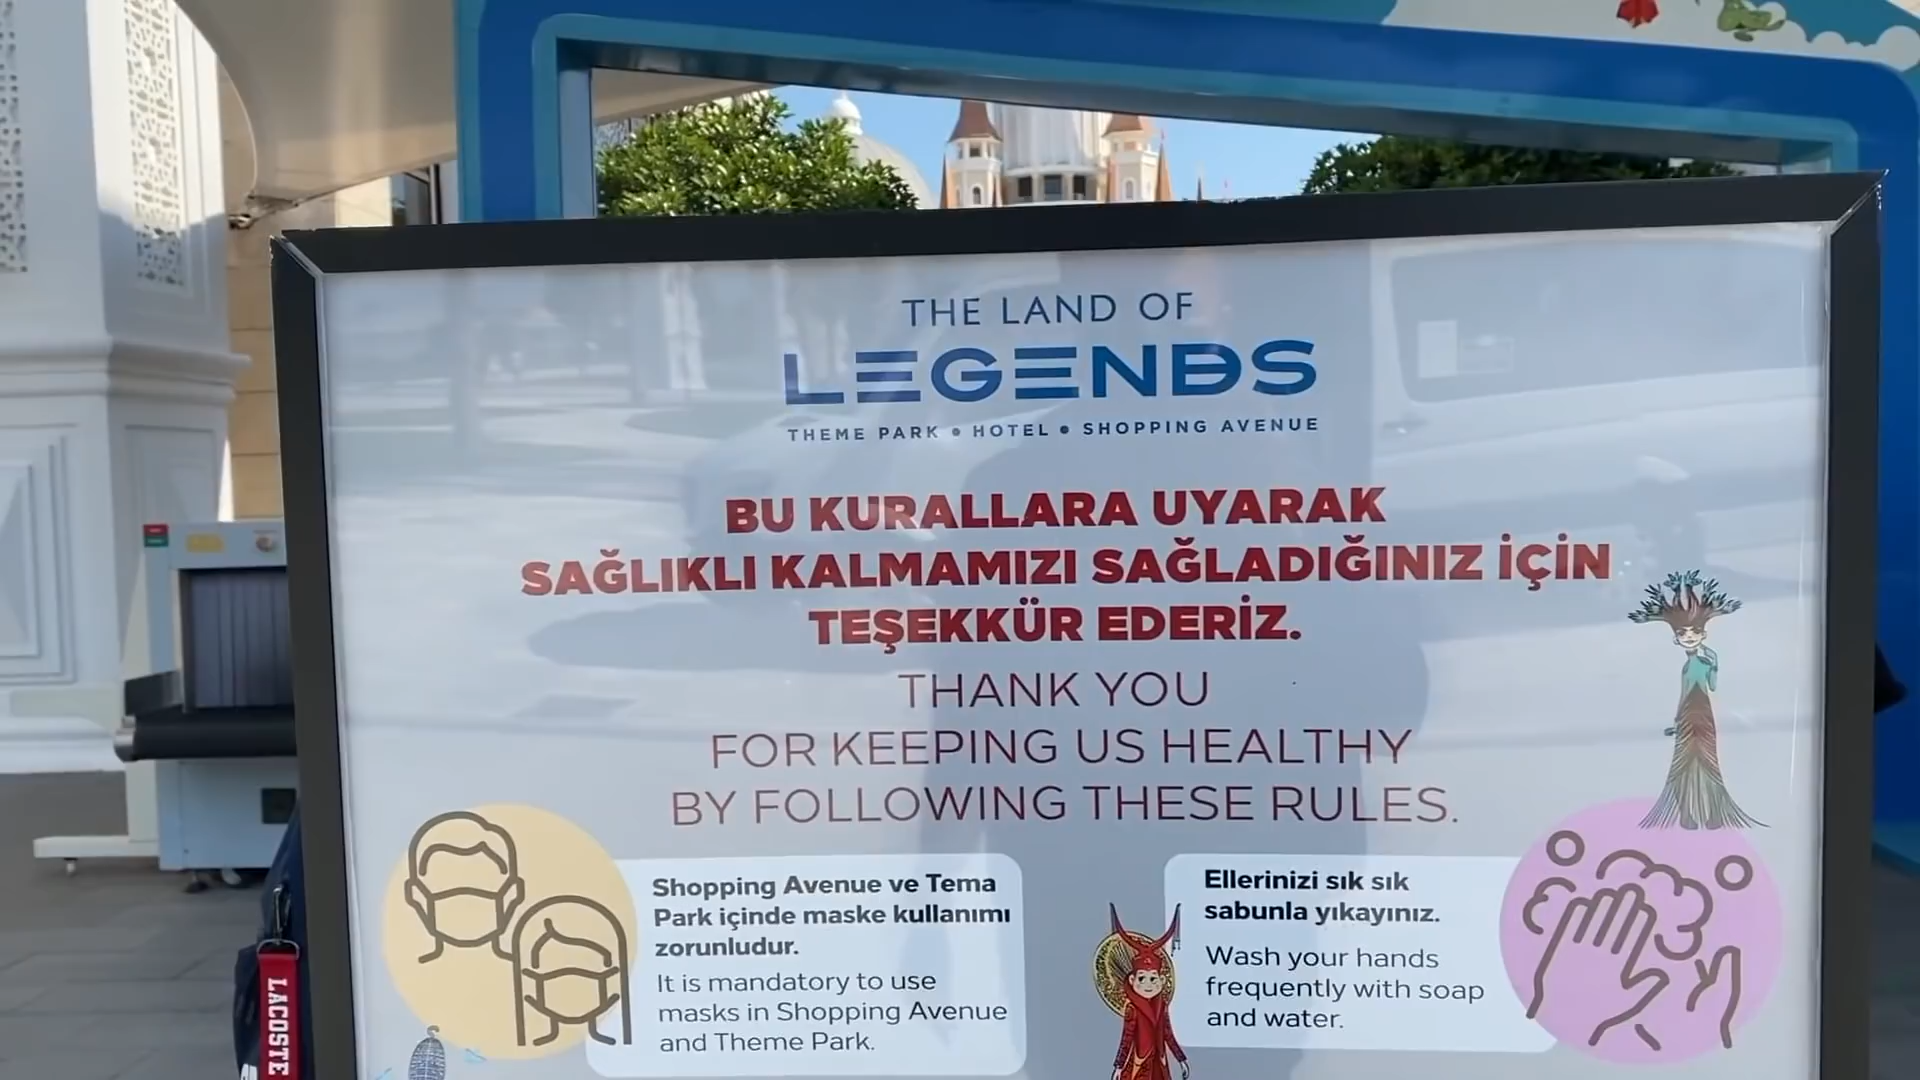 THE LAND OF
LEGENDS
THEME PARK • HOTEL • SHOPPING AVENUE
BU KURALLARA UYARAK
SAĞLIKLI KALMAMIZI SAĞLADIĞINIZ İÇİN
TEŞEKKÜR EDERİZ.
THANK YOU
FOR KEEPING US HEALTHY
BY FOLLOWING THESE RULES.
Shopping Avenue ve Tema
Park içinde maske kullanımı
zorunludur.
It is mandatory to use
masks in Shopping Avenue
and Theme Park.
Ellerinizi sık sık
sabunla yıkayınız.
Wash your hands
frequently with soap
and water.
LACOSTE